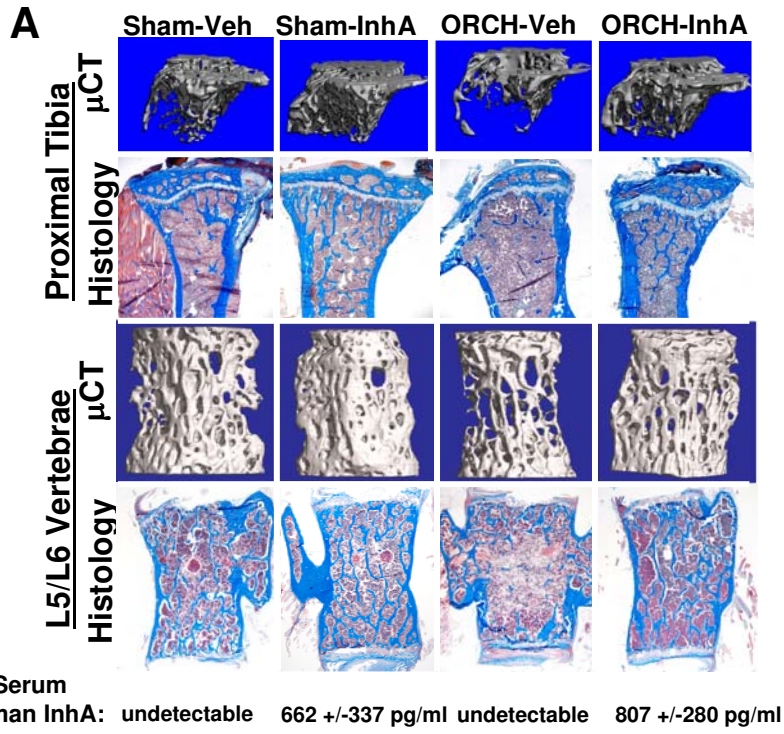 A
Sham-Veh Sham-InhA ORCH-Veh ORCH-InhA
Proximal Tibia
µCT
Histology
L5/L6 Vertebrae
µCT
Histology
Serum
man InhA: undetectable 662 +/-337 pg/ml undetectable 807 +/-280 pg/ml